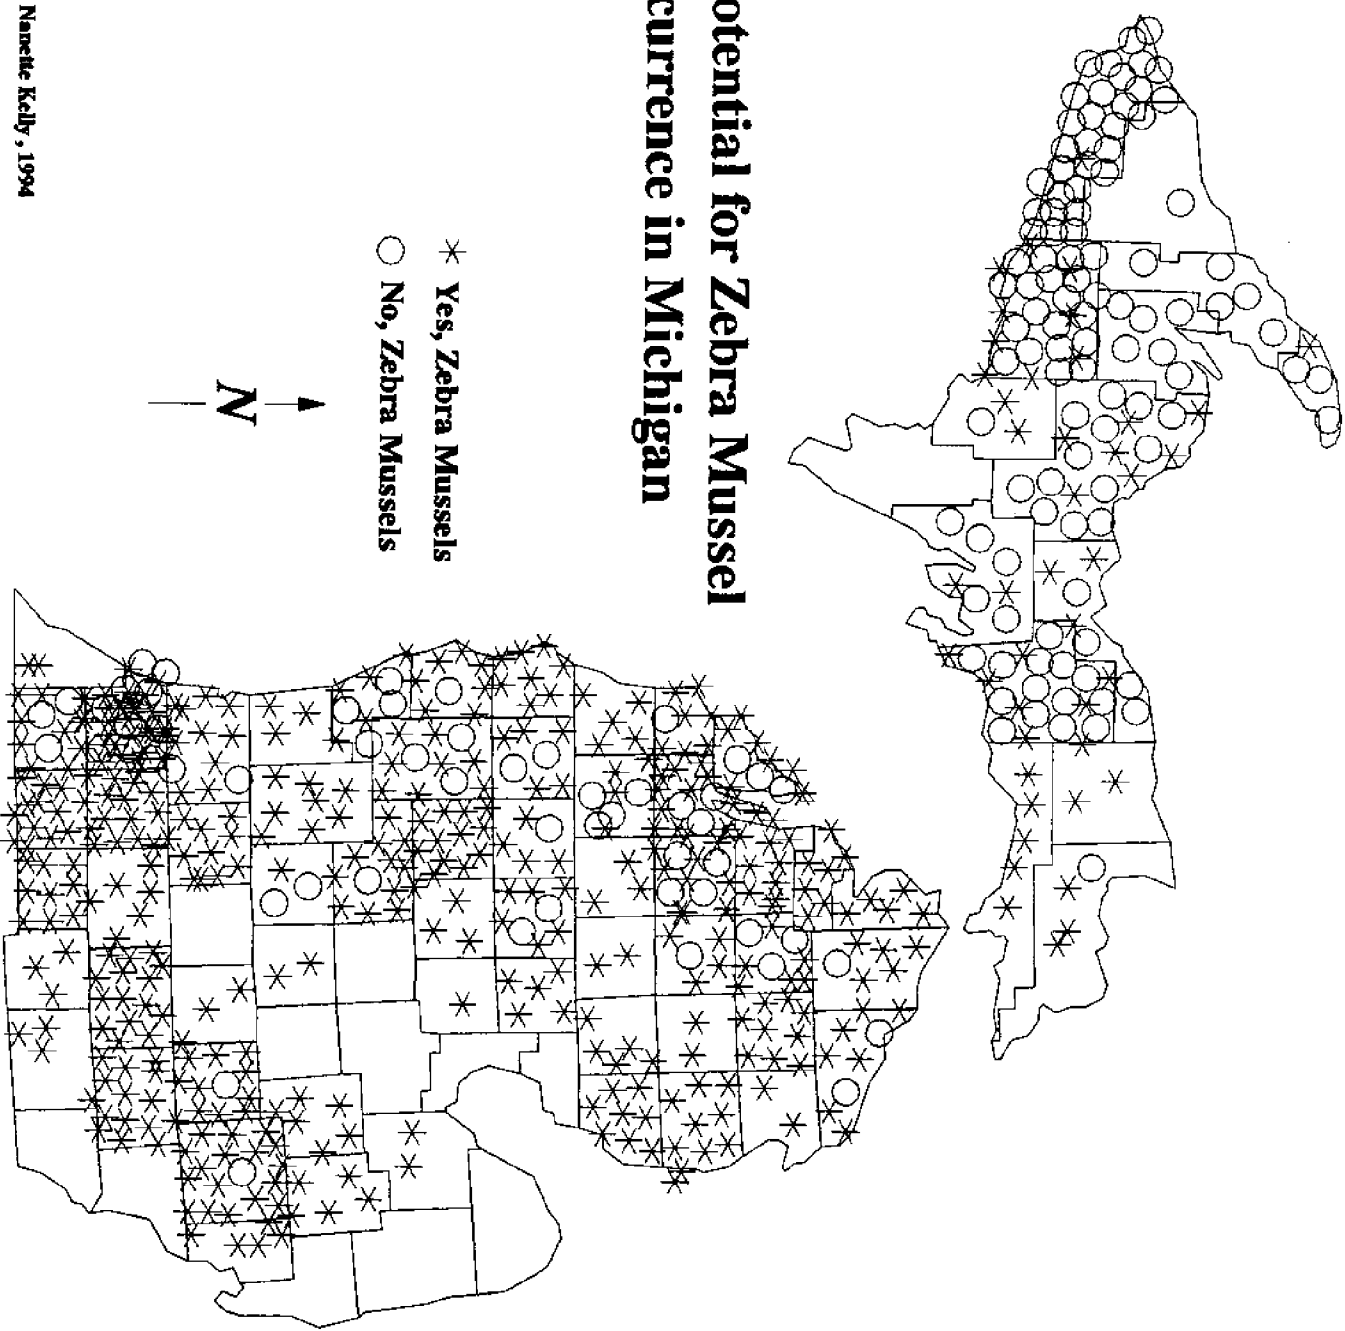 otential for Zebra Mussel
currence in Michigan
Yes, Zebra Mussels
No, Zebra Mussels
N
Nanette Kelly, 1994